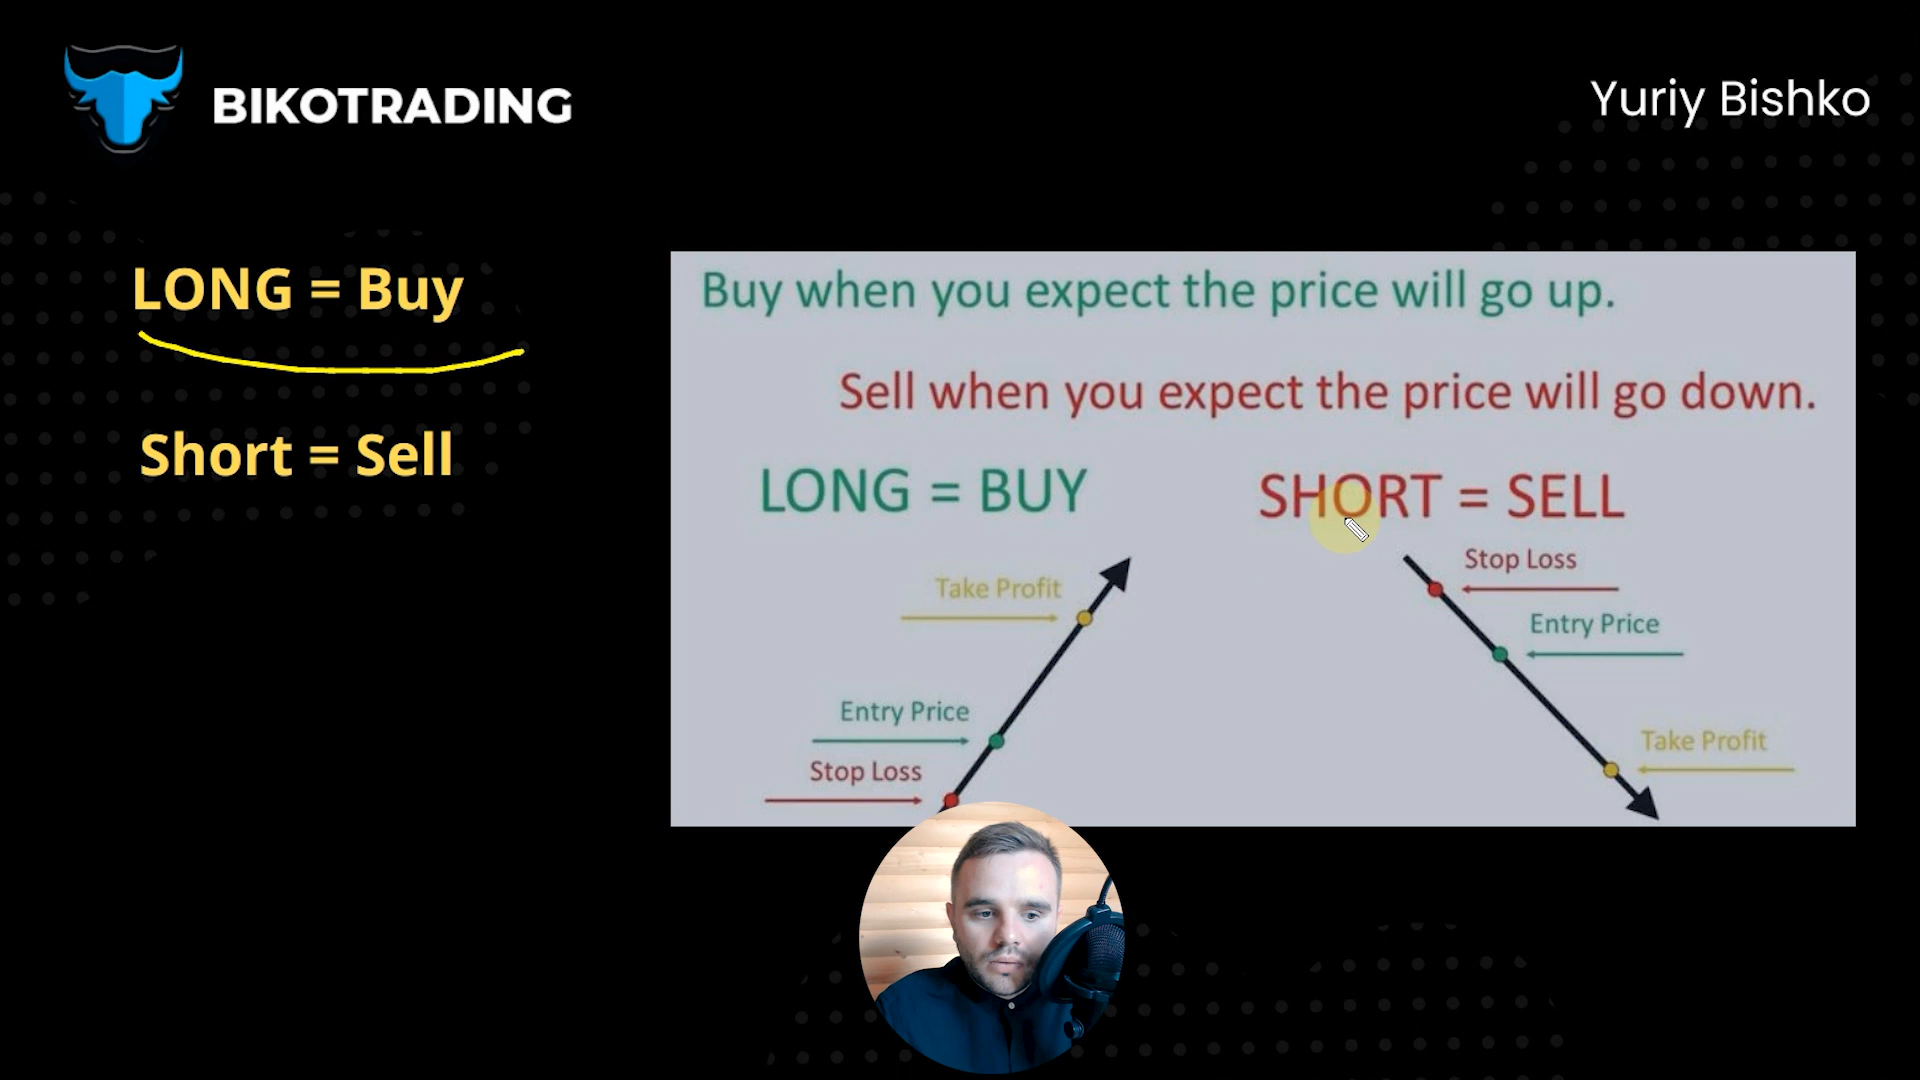 BIKOTRADING
Yuriy Bishko
LONG = Buy
Short = Sell
Buy when you expect the price will go up.
Sell when you expect the price will go down.
LONG = BUY
Take Profit
Entry Price
Stop Loss
SHORT = SELL
Stop Loss
Entry Price
Take Profit